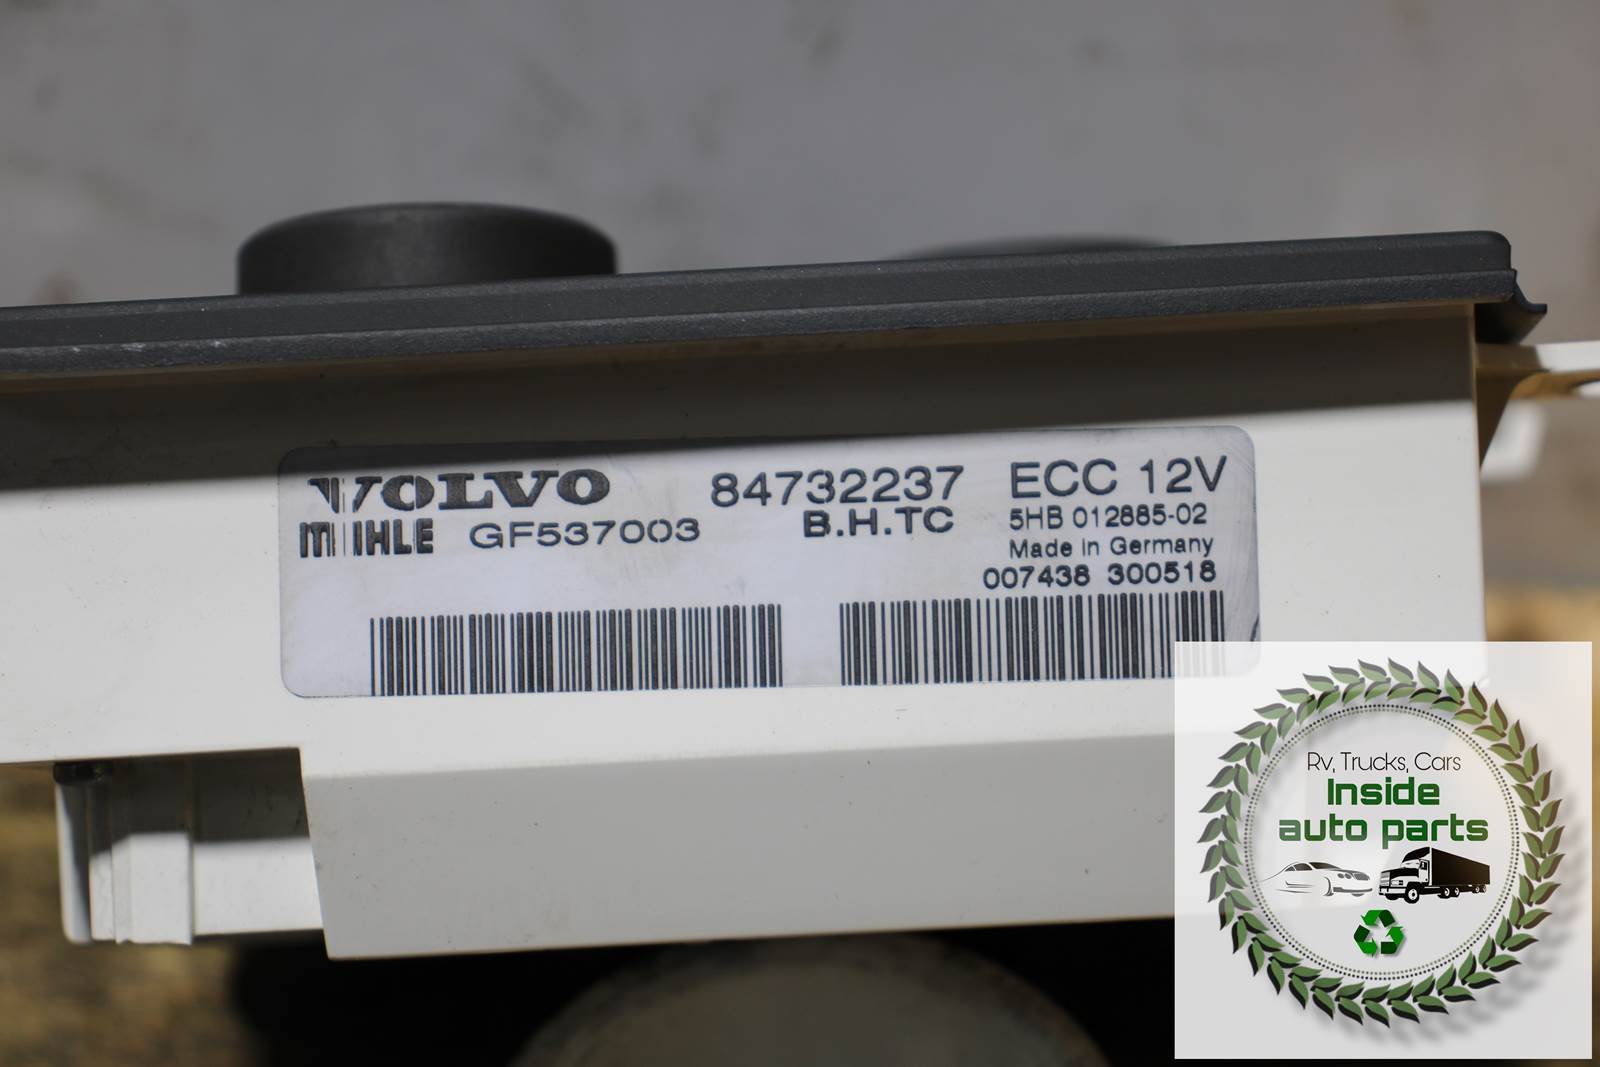 VOLVO 84732237 ECC 12V
MAHLE GF537003 B.H.TC 5HB 012885-02
Made in Germany
007438 300518
Rv, Trucks, Cars
Inside
auto parts